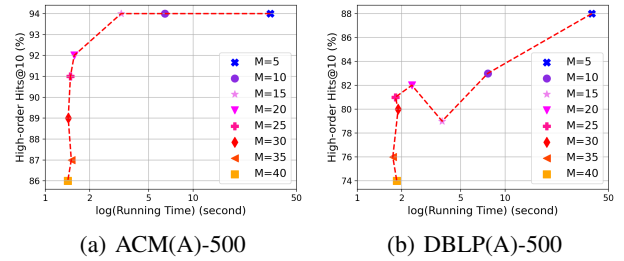 High-order Hits@10 (%)
95
94
93
92
91
90
89
88
87
86
M=5
M=10
M=15
M=20
M=25
M=30
M=35
M=40
1 2 5 10 20 50
log(Running Time) (second)
(a) ACM(A)-500
High-order Hits@10 (%)
88
86
84
82
80
78
76
74
M=5
M=10
M=15
M=20
M=25
M=30
M=35
M=40
1 2 5 10 20 50
log(Running Time) (second)
(b) DBLP(A)-500